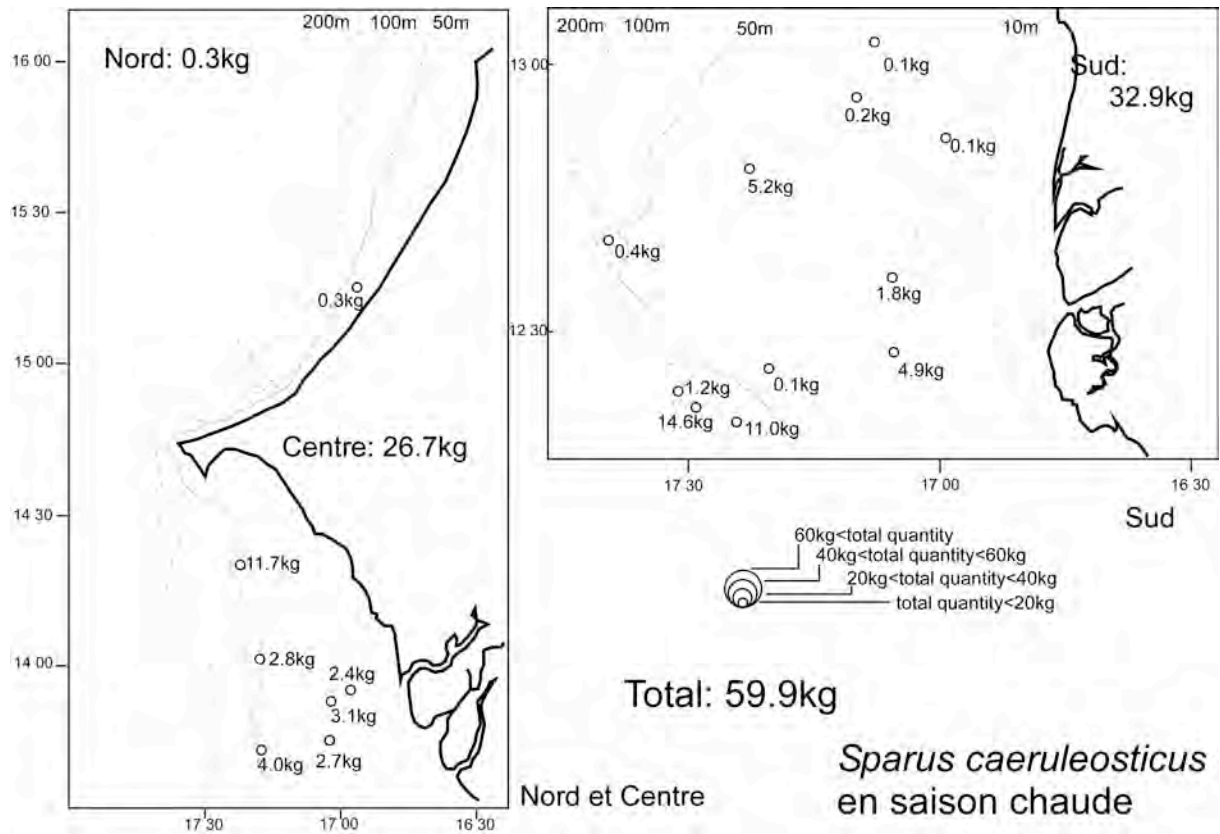 200m 100m 50m
Nord: 0.3kg
16 00
15 30
0.3kg
15 00
Centre: 26.7kg
14 30
11.7kg
14 00
2.8kg
2.4kg
3.1kg
4.0kg
2.7kg
17 30 17 00 16 30
Nord et Centre
200m 100m 50m 10m
13 00
0.1kg
Sud:
32.9kg
0.2kg
0.1kg
5.2kg
0.4kg
1.8kg
12 30
4.9kg
0.1kg
1.2kg
14.6kg
11.0kg
17 30 17 00 16 30
Sud
60kg<total quantity
40kg<total quantity<60kg
20kg<total quantity<40kg
total quantity<20kg
Total: 59.9kg
Sparus caeruleosticus
en saison chaude